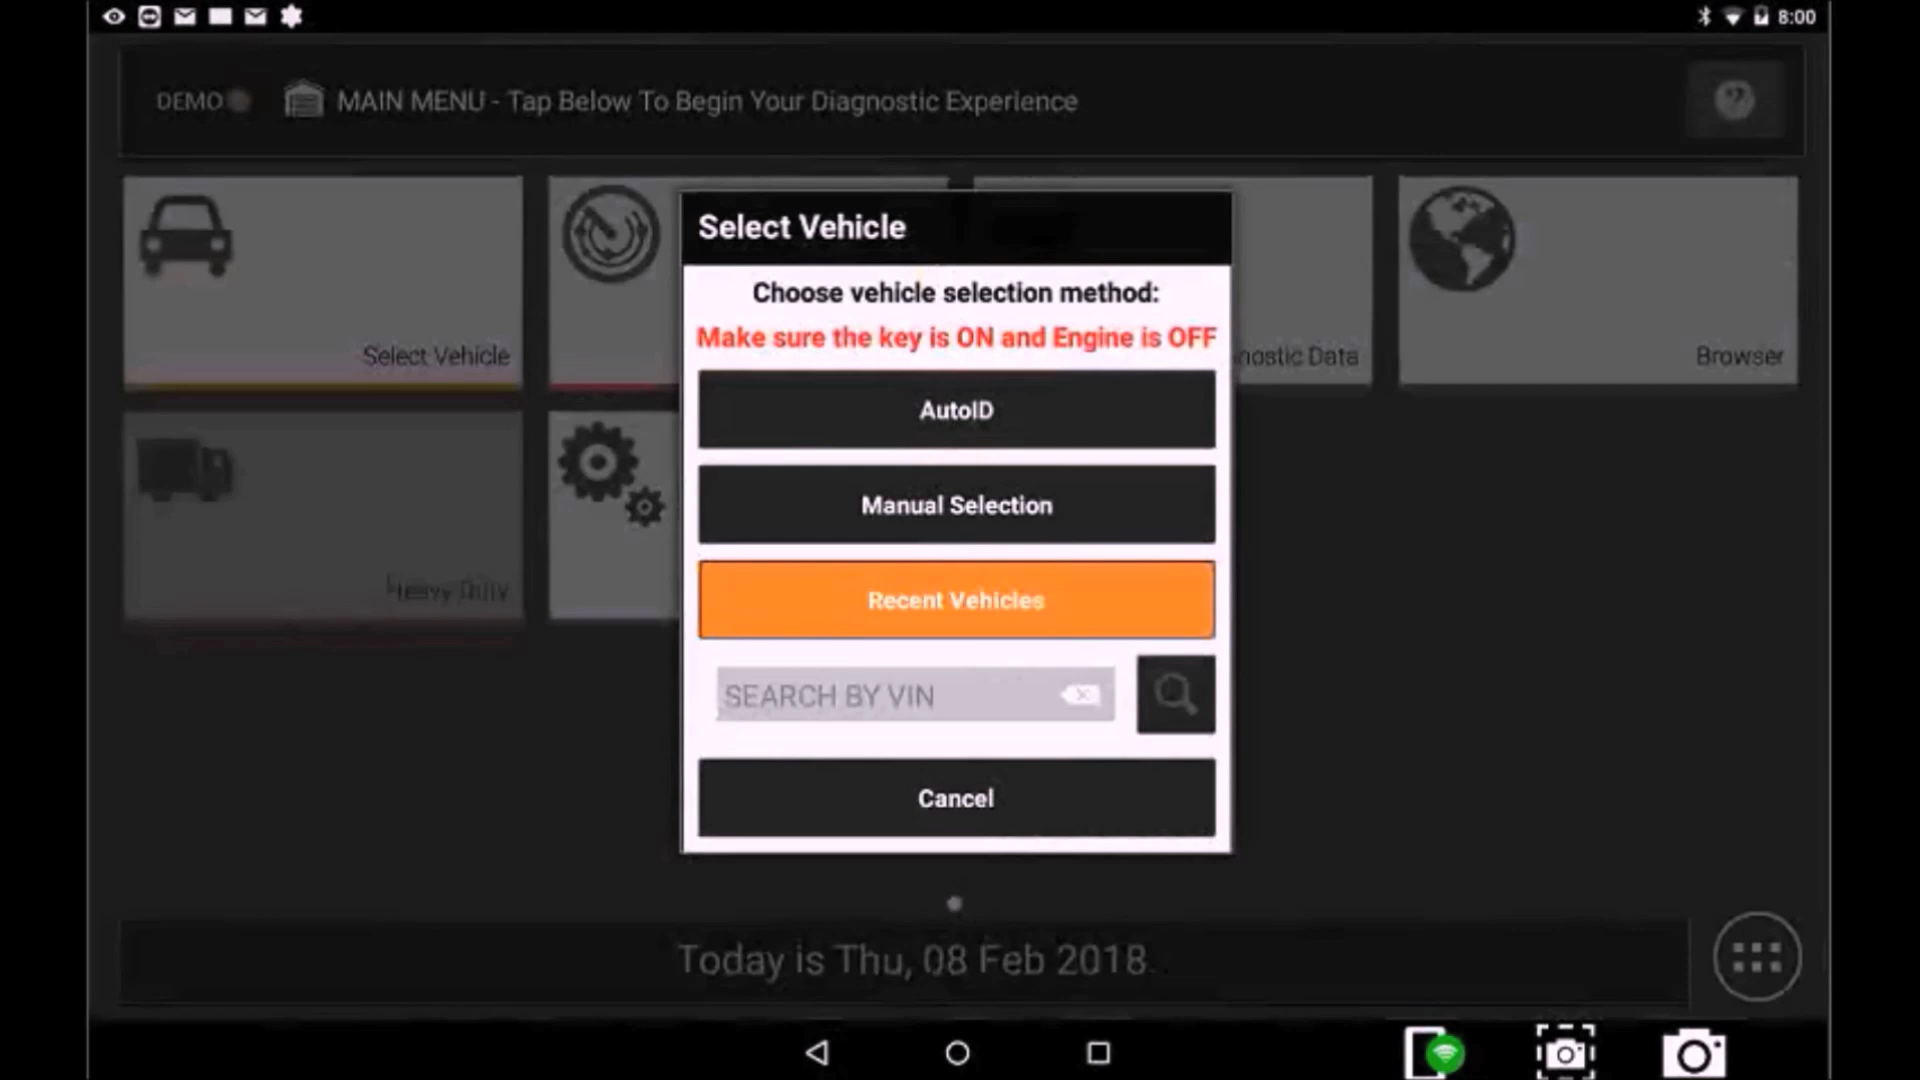 8:00
DEMO
MAIN MENU - Tap Below To Begin Your Diagnostic Experience
Select Vehicle
Choose vehicle selection method:
Make sure the key is ON and Engine is OFF
Select Vehicle
nostic Data
Browser
AutoID
Manual Selection
Heavy Duty
Recent Vehicles
SEARCH BY VIN
Cancel
Today is Thu, 08 Feb 2018.